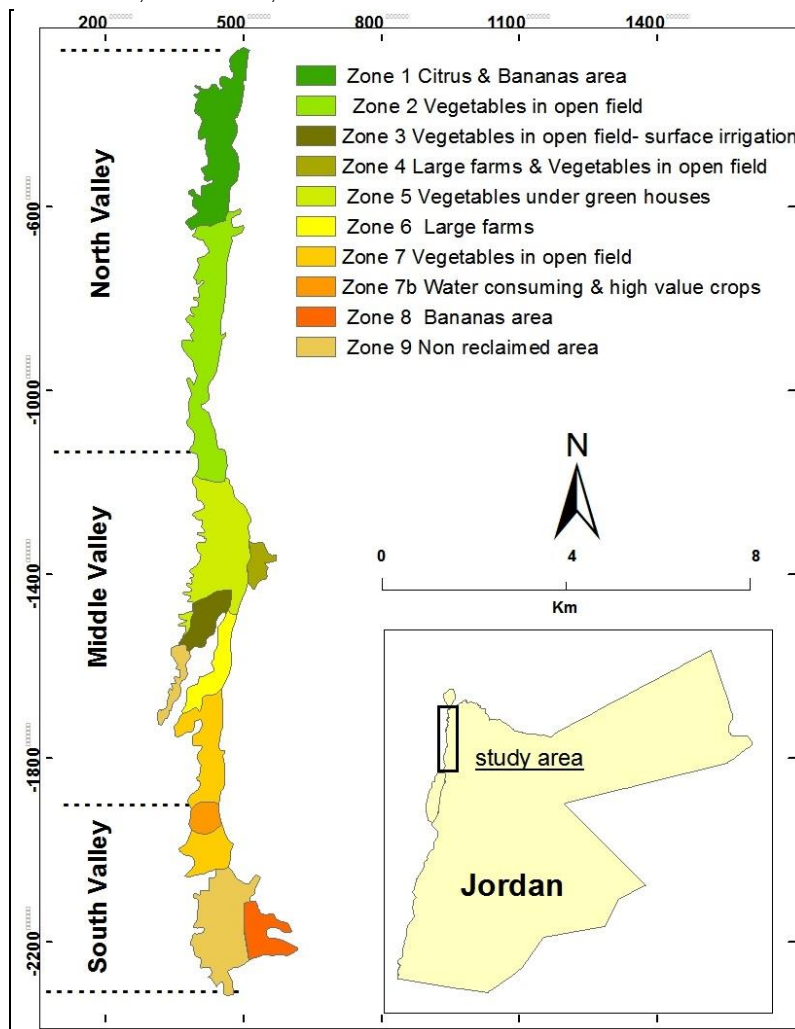 200 500 800 1100 1400
Zone 1 Citrus & Bananas area
Zone 2 Vegetables in open field
Zone 3 Vegetables in open field- surface irrigation
Zone 4 Large farms & Vegetables in open field
Zone 5 Vegetables under green houses
Zone 6 Large farms
Zone 7 Vegetables in open field
Zone 7b Water consuming & high value crops
Zone 8 Bananas area
Zone 9 Non reclaimed area
North Valley
Middle Valley
South Valley
-600
-1000
-1400
-1800
-2200
N
0 4 8
Km
study area
Jordan